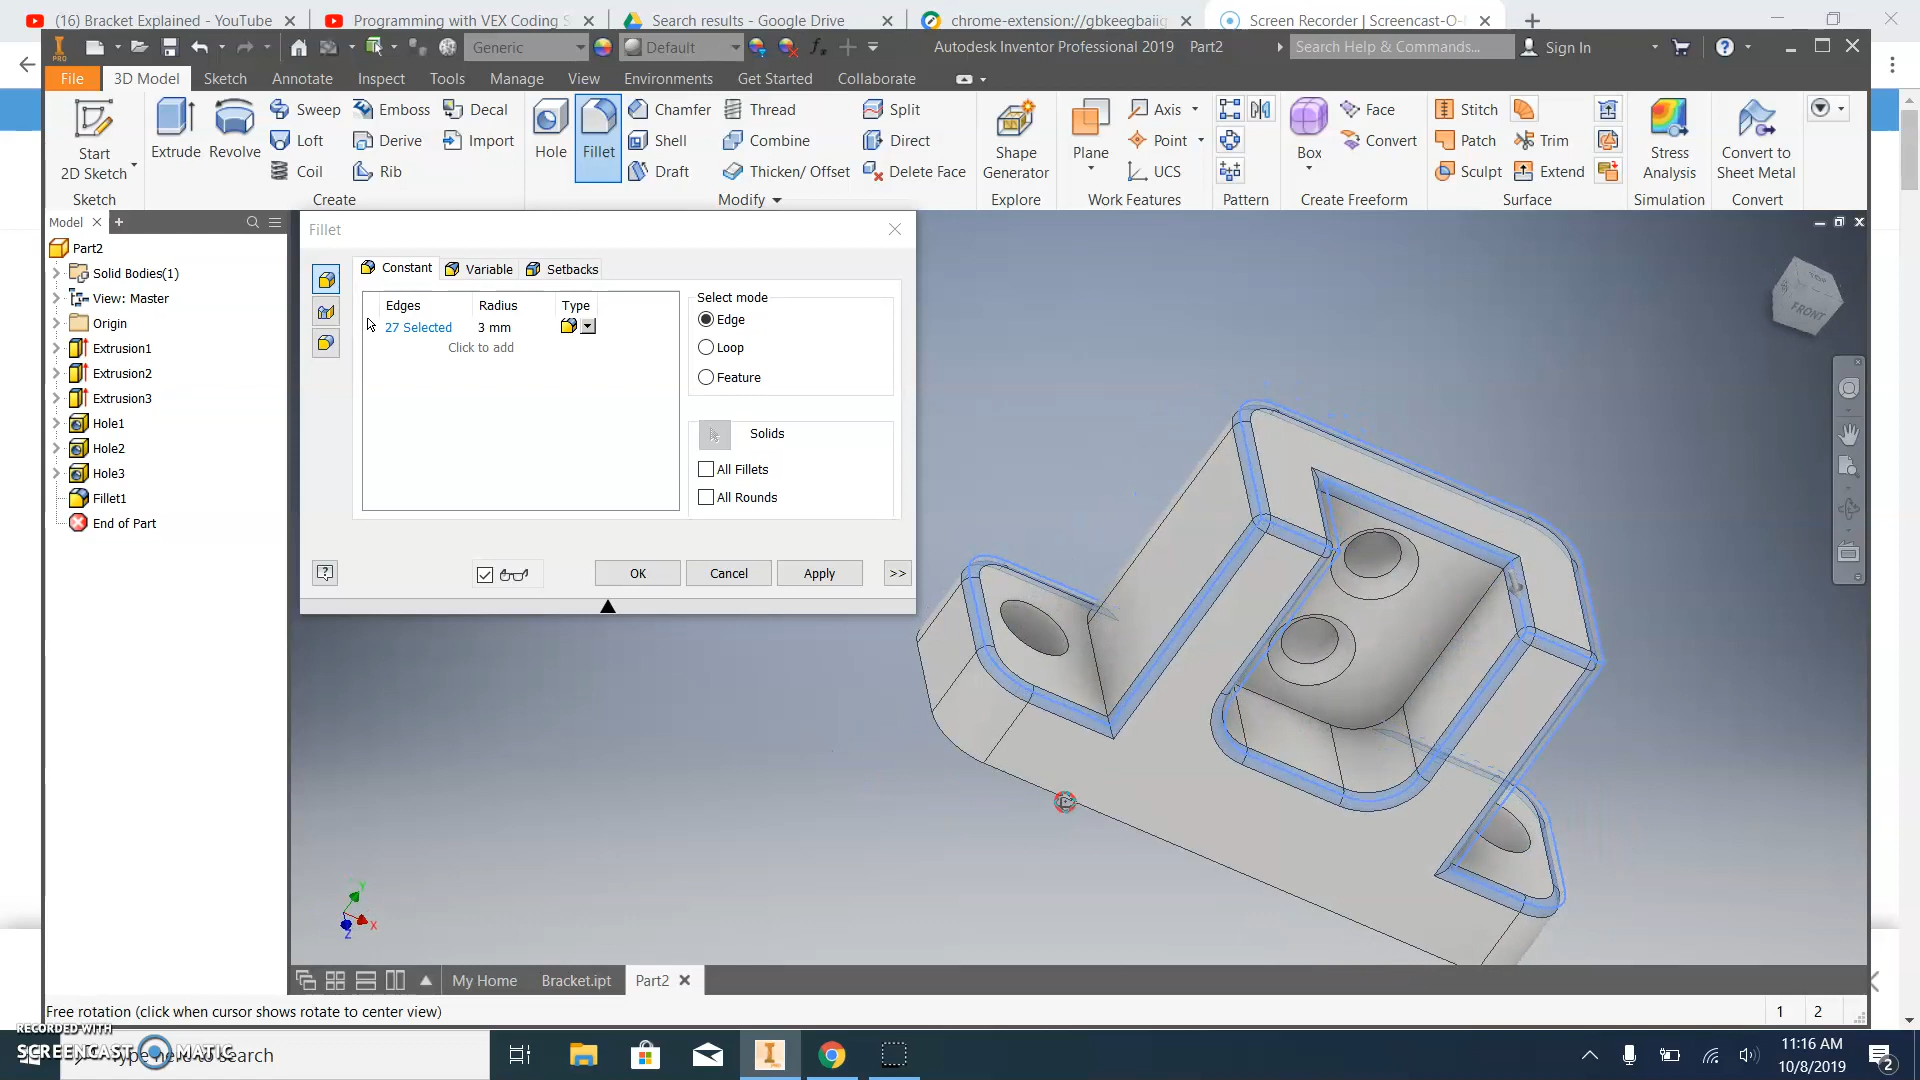 (16) Bracket Explained - YouTube
Programming with VEX Coding S
Search results - Google Drive
chrome-extension://gbkeegbaiig
Screen Recorder | Screencast-O-
PRO
Generic
Default
Autodesk Inventor Professional 2019 Part2
Search Help & Commands...
Sign In
File 3D Model Sketch Annotate Inspect Tools Manage View Environments Get Started Collaborate
Start 2D Sketch
Extrude
Revolve
Sweep
Emboss
Decal
Loft
Derive
Import
Coil
Rib
Hole
Fillet
Chamfer
Thread
Split
Shell
Combine
Direct
Draft
Thicken/ Offset
Delete Face
Shape Generator
Plane
Axis
Point
UCS
Box
Face
Convert
Stitch
Patch
Trim
Sculpt
Extend
Stress Analysis
Convert to Sheet Metal
Sketch Create Modify Explore Work Features Pattern Create Freeform Surface Simulation Convert
Model
Part2
Solid Bodies(1)
View: Master
Origin
Extrusion1
Extrusion2
Extrusion3
Hole1
Hole2
Hole3
Fillet1
End of Part
Fillet
Constant Variable Setbacks
Edges Radius Type
27 Selected 3 mm
Click to add
Select mode
Edge
Loop
Feature
Solids
All Fillets
All Rounds
OK Cancel Apply >>
FRONT
Y
X
Z
My Home Bracket.ipt Part2
Free rotation (click when cursor shows rotate to center view)
1 2
RECORDED WITH
SCREENCAST MATIC
Type here to search
11:16 AM
10/8/2019
2